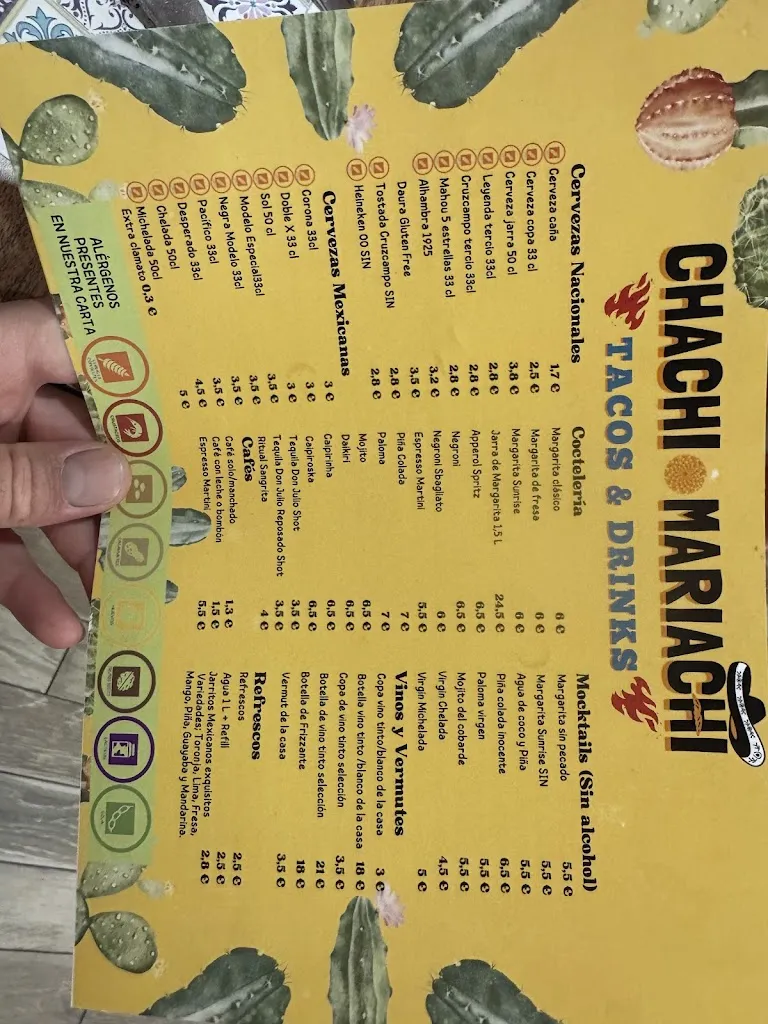 CHACHI MARIACHI
TACOS & DRINKS
Cervezas Nacionales
Cerveza caña 1,7 €
Cerveza copa 33 cl 2,5 €
Cerveza jarra 50 cl 3,8 €
Leyenda tercio 33cl 2,8 €
Cruzcampo tercio 33cl 2,8 €
Mahou 5 estrellas 33 cl 2,8 €
Alhambra 1925 3,2 €
Daura Gluten Free 3,5 €
Tostada Cruzcampo SIN 2,8 €
Heineken 00 SIN 2,8 €
Cervezas Mexicanas
Corona 33cl 3 €
Doble X 33 cl 3 €
Sol 50 cl 3 €
Modelo Especial33cl 3,5 €
Negra Modelo 33cl 3,5 €
Pacífico 33cl 3,5 €
Desperado 33cl 3,5 €
Chelada 50cl 4,5 €
Michelada 50cl 5 €
Extra clamato 0,3 €
Coctelería
Margarita clásico 6 €
Margarita de fresa 6 €
Margarita Sunrise 6 €
Jarra de Margarita 1,5 L 24,5 €
Apperol Spritz 6,5 €
Negroni 6,5 €
Negroni Sbagliato 6 €
Espresso Martini 5,5 €
Piña Colada 7 €
Paloma 7 €
Mojito 6,5 €
Daikiri 6,5 €
Caipirinha 6,5 €
Caipiroska 6,5 €
Tequila Don Julio Shot 3,5 €
Tequila Don Julio Reposado Shot 3,5 €
Ritual Sangrita 4 €
Cafés
Café solo/manchado 1,3 €
Café con leche o bombón 1,5 €
Espresso Martini 5,5 €
Mocktails (Sin alcohol)
Margarita sin pecado 5,5 €
Margarita Sunrise SIN 5,5 €
Agua de coco y Piña 5,5 €
Piña colada inocente 6,5 €
Paloma virgen 5,5 €
Mojito del cobarde 5,5 €
Virgin Chelada 4,5 €
Virgin Michelada 5 €
Vinos y Vermutes
Copa vino tinto/blanco de la casa 3 €
Botella vino tinto /blanco de la casa 18 €
Copa de vino tinto selección 3,5 €
Botella de vino tinto selección 21 €
Botella de Frizzante 18 €
Vermut de la casa 3,5 €
Refrescos
Refrescos 2,5 €
Agua 1 L + Refill 2,5 €
Jarritos Mexicanos exquisitos 2,8 €
Variedades: Toronja, Lima, Fresa,
Mango, Piña, Guayaba y Mandarina.
ALÉRGENOS
PRESENTES
EN NUESTRA CARTA